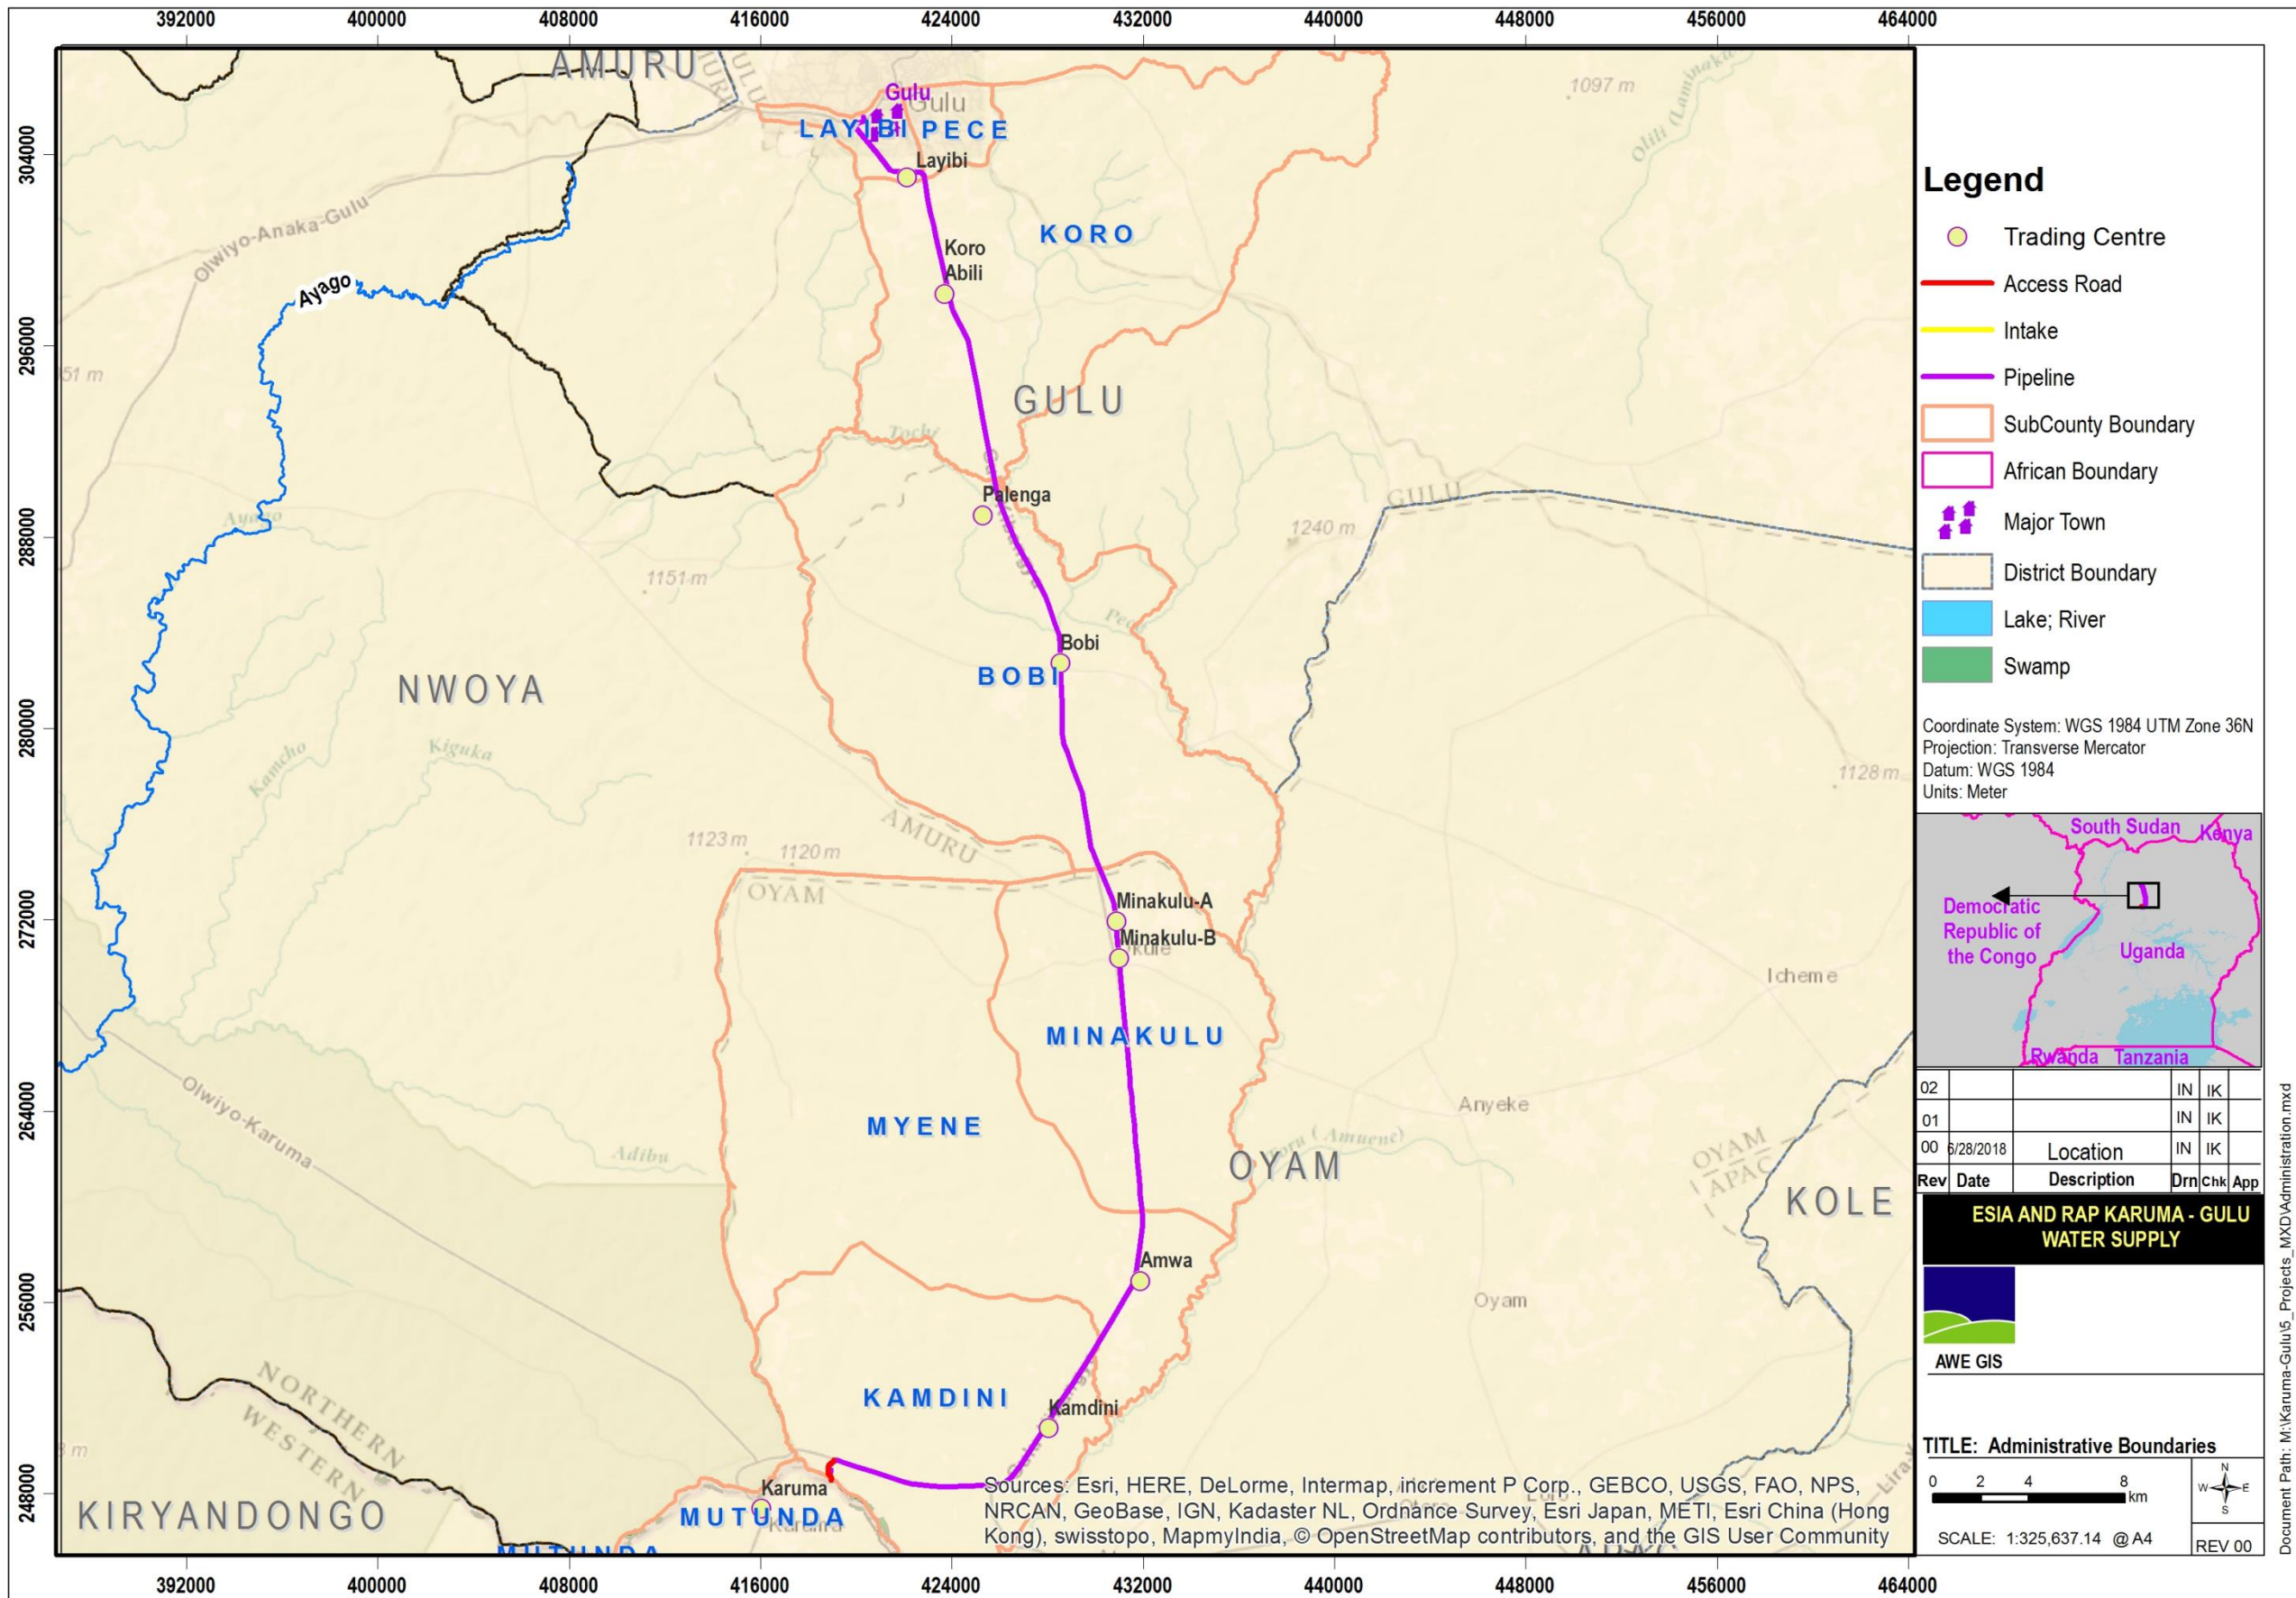 392000 400000 408000 416000 424000 432000 440000 448000 456000 464000
304000
296000
288000
280000
272000
264000
256000
248000
AMURU
Gulu
Gulu
LAYIBI PECE
Layibi
1097 m
Olwiyo-Anaka-Gulu
KORO
Koro
Abili
Ayago
GULU
Tochi
Palenga
GULU
1240 m
Ayago
1151 m
Bobi
BOBI
NWOYA
Kamcho
Kiguka
1128 m
AMURU
1123 m
1120 m
OYAM
Minakulu-A
Minakulu-B
Icheme
MINAKULU
Olwiyo-Karuma
MYENE
Adibu
Anyeke
(Amuene)
OYAM
OYAM
APAC
KOLE
Amwa
Oyam
NORTHERN
WESTERN
KAMDINI
Kamdini
Karuma
MUTUNDA
Karuma
KIRYANDONGO
MUTUNDA
Sources: Esri, HERE, DeLorme, Intermap, increment P Corp., GEBCO, USGS, FAO, NPS,
NRCAN, GeoBase, IGN, Kadaster NL, Ordnance Survey, Esri Japan, METI, Esri China (Hong
Kong), swisstopo, MapmyIndia, © OpenStreetMap contributors, and the GIS User Community
392000 400000 408000 416000 424000 432000 440000 448000 456000 464000
Legend
Trading Centre
Access Road
Intake
Pipeline
SubCounty Boundary
African Boundary
Major Town
District Boundary
Lake; River
Swamp
Coordinate System: WGS 1984 UTM Zone 36N
Projection: Transverse Mercator
Datum: WGS 1984
Units: Meter
South Sudan
Kenya
Democratic
Republic of
the Congo
Uganda
Rwanda Tanzania
02 IN IK
01 IN IK
00 6/28/2018 Location IN IK
Rev Date Description Drn Chk App
ESIA AND RAP KARUMA - GULU
WATER SUPPLY
AWE GIS
TITLE: Administrative Boundaries
0 2 4 8
km
N
W E
S
SCALE: 1:325,637.14 @ A4
REV 00
Document Path: M:\Karuma-Gulu\5_Projects_MXD\Administration.mxd